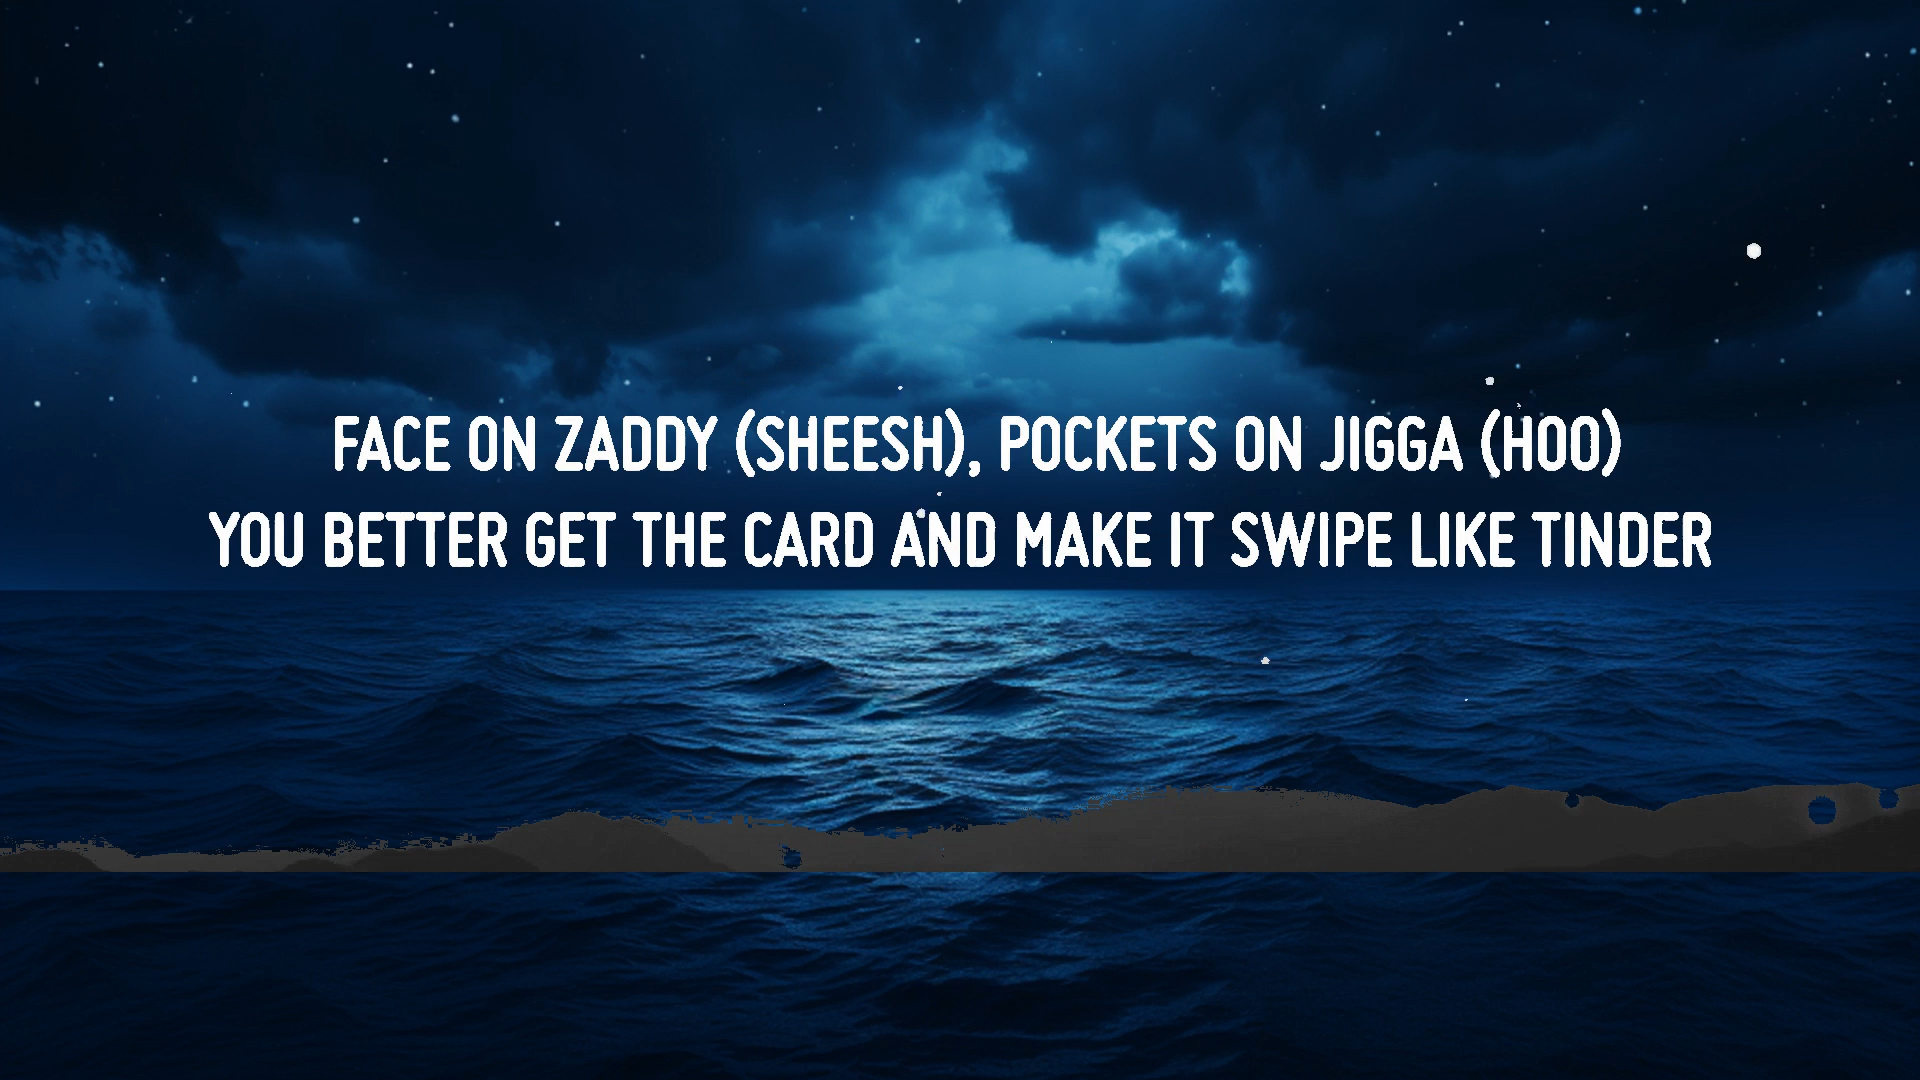 FACE ON ZADDY (SHEESH), POCKETS ON JIGGA (HOO)
YOU BETTER GET THE CARD AND MAKE IT SWIPE LIKE TINDER